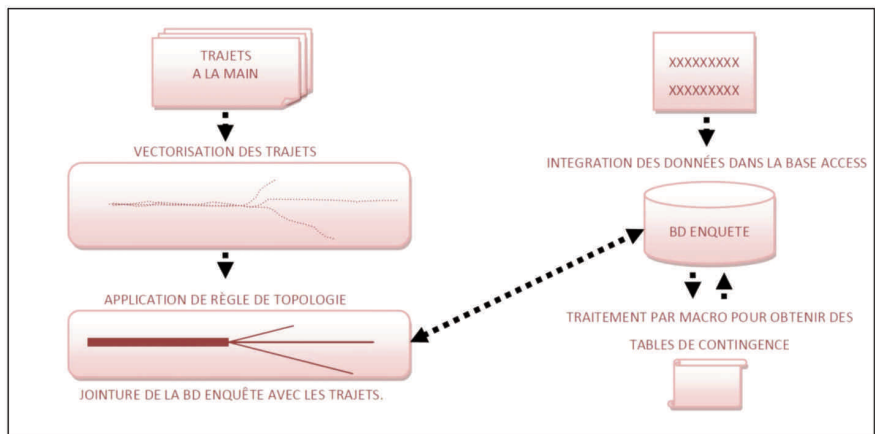 TRAJETS
A LA MAIN
VECTORISATION DES TRAJETS
APPLICATION DE RÈGLE DE TOPOLOGIE
JOINTURE DE LA BD ENQUÊTE AVEC LES TRAJETS.
XXXXXXXXX
XXXXXXXXX
INTEGRATION DES DONNÉES DANS LA BASE ACCESS
BD ENQUETE
TRAITEMENT PAR MACRO POUR OBTENIR DES
TABLES DE CONTINGENCE